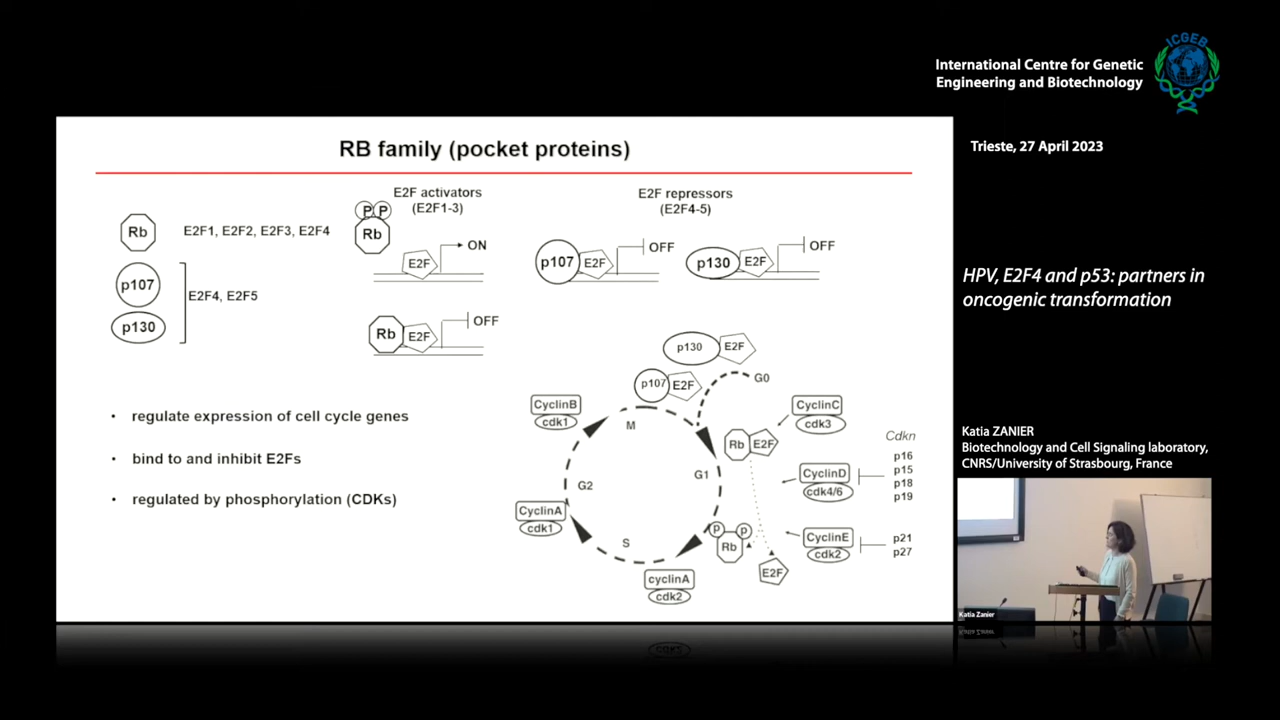 ICGEB
International Centre for Genetic
Engineering and Biotechnology
Trieste, 27 April 2023
HPV, E2F4 and p53: partners in
oncogenic transformation
Katia ZANIER
Biotechnology and Cell Signaling laboratory,
CNRS/University of Strasbourg, France
Katia Zanier
RB family (pocket proteins)
Rb
E2F1, E2F2, E2F3, E2F4
p107
p130
E2F4, E2F5
E2F activators
(E2F1-3)
P P
Rb
E2F
ON
Rb
E2F
OFF
E2F repressors
(E2F4-5)
p107
E2F
OFF
p130
E2F
OFF
• regulate expression of cell cycle genes
• bind to and inhibit E2Fs
• regulated by phosphorylation (CDKs)
p130
E2F
p107
E2F
G0
CyclinB
cdk1
M
CyclinC
cdk3
Rb
E2F
Cdkn
p16
p15
p18
p19
G1
CyclinD
cdk4/6
G2
CyclinA
cdk1
S
P P
Rb
CyclinE
cdk2
p21
p27
E2F
cyclinA
cdk2